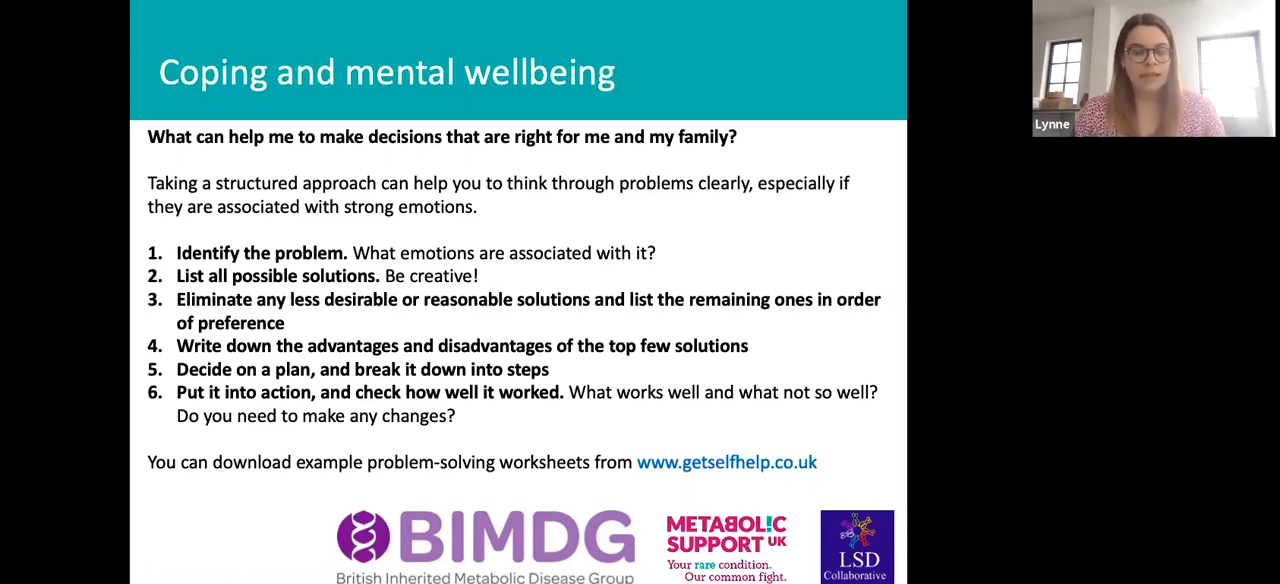 Coping and mental wellbeing
Lynne
What can help me to make decisions that are right for me and my family?
Taking a structured approach can help you to think through problems clearly, especially if
they are associated with strong emotions.
1. Identify the problem. What emotions are associated with it?
2. List all possible solutions. Be creative!
3. Eliminate any less desirable or reasonable solutions and list the remaining ones in order
of preference
4. Write down the advantages and disadvantages of the top few solutions
5. Decide on a plan, and break it down into steps
6. Put it into action, and check how well it worked. What works well and what not so well?
Do you need to make any changes?
You can download example problem-solving worksheets from www.getselfhelp.co.uk
BIMDG
British Inherited Metabolic Disease Group
METABOL!C
SUPPORT UK
Your rare condition.
Our common fight.
LSD
Collaborative